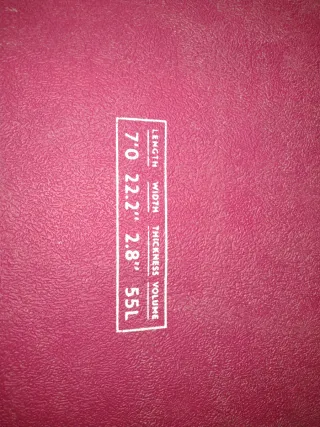 LENGTH WIDTH THICKNESS VOLUME
7'0 22.2" 2.8" 55L